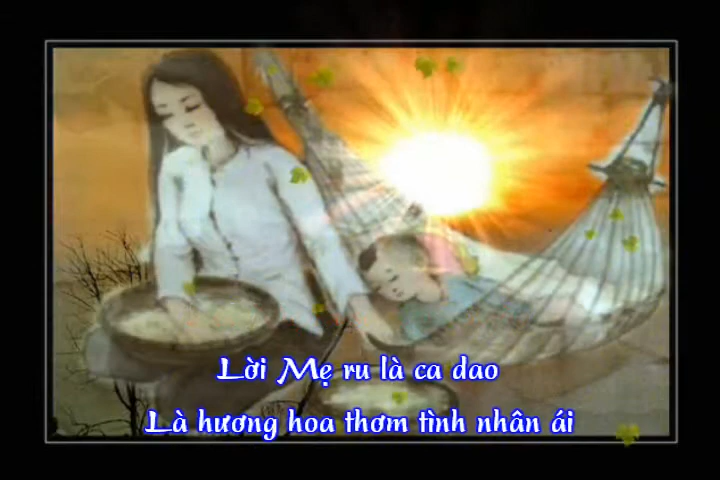 Lời Mẹ ru là ca dao
Là hương hoa thơm tình nhân ái